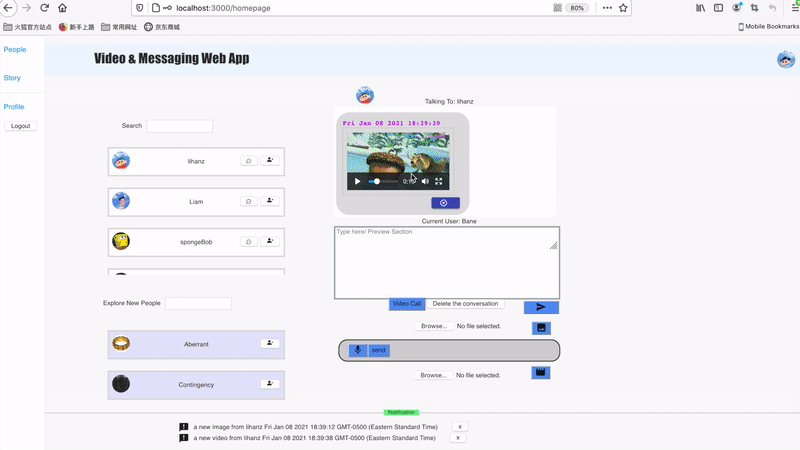 localhost:3000/homepage
80%
火狐官方站点
新手上路
常用网址
京东商城
Mobile Bookmarks
People
Story
Profile
Logout
Video & Messaging Web App
Search
lihanz
Liam
spongeBob
Explore New People
Aberrant
Contingency
Talking To: lihanz
Fri Jan 08 2021 18:39:39
Current User: Bane
Type here/ Preview Section
Video Call
Delete the conversation
Browse... No file selected.
send
Browse... No file selected.
Notification
a new image from lihanz Fri Jan 08 2021 18:39:12 GMT-0500 (Eastern Standard Time) x
a new video from lihanz Fri Jan 08 2021 18:39:38 GMT-0500 (Eastern Standard Time) x